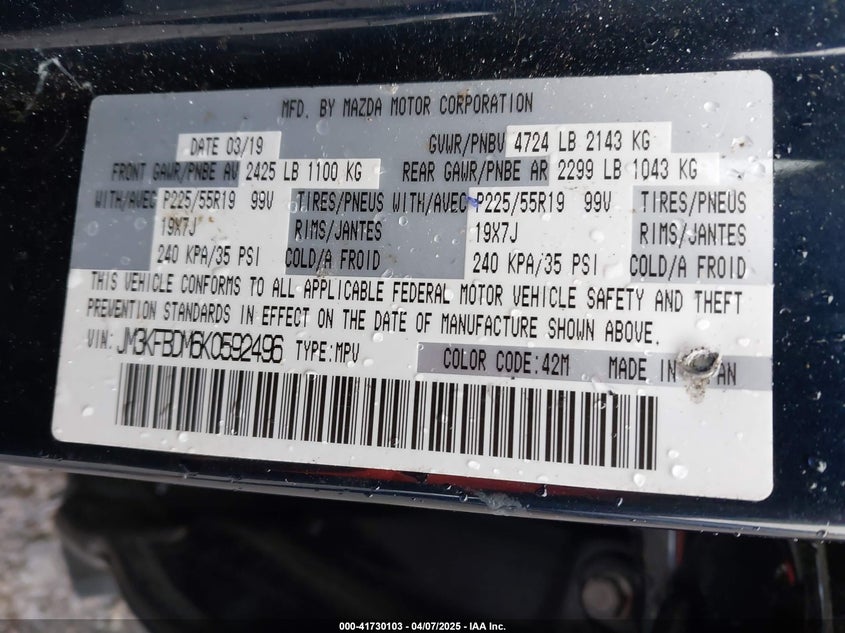 MFD. BY MAZDA MOTOR CORPORATION
DATE 03/19 GVWR/PNBV 4724 LB 2143 KG
FRONT GAWR/PNBE AV 2425 LB 1100 KG REAR GAWR/PNBE AR 2299 LB 1043 KG
WITH/AVEC P225/55R19 99V TIRES/PNEUS WITH/AVEC P225/55R19 99V TIRES/PNEUS
19X7J RIMS/JANTES 19X7J RIMS/JANTES
240 KPA/35 PSI COLD/A FROID 240 KPA/35 PSI COLD/A FROID
THIS VEHICLE CONFORMS TO ALL APPLICABLE FEDERAL MOTOR VEHICLE SAFETY AND THEFT
PREVENTION STANDARDS IN EFFECT ON THE DATE OF MANUFACTURE SHOWN ABOVE.
VIN: JM3KFBDM6K0592496 TYPE:MPV COLOR CODE:42M MADE IN
000-41730103 - 04/07/2025 - IAA Inc.